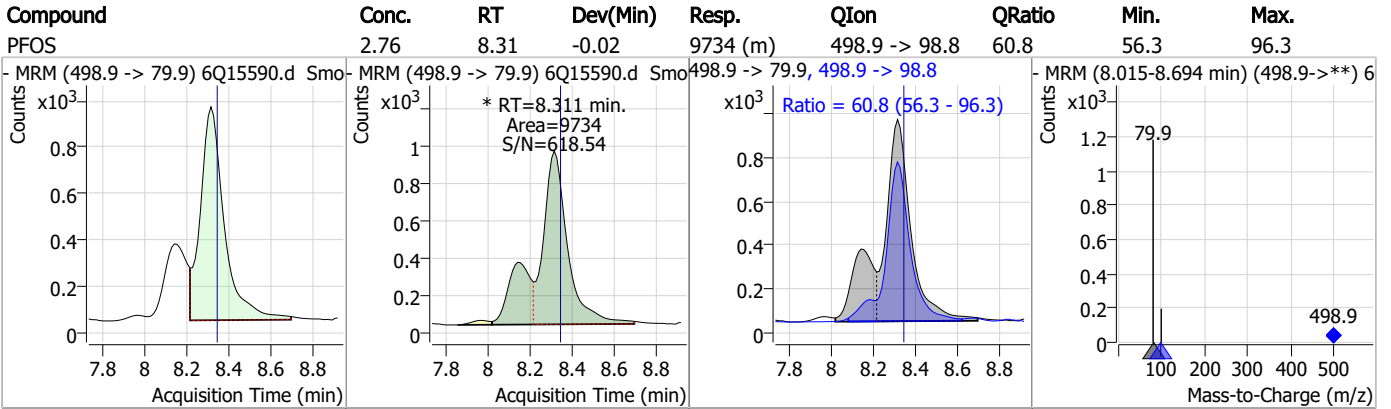 Compound Conc. RT Dev(Min) Resp. QIon QRatio Min. Max.
PFOS 2.76 8.31 -0.02 9734 (m) 498.9 -> 98.8 60.8 56.3 96.3
- MRM (498.9 -> 79.9) 6Q15590.d Smo
Counts
x10³
0.8
0.6
0.4
0.2
0
7.8 8 8.2 8.4 8.6 8.8
Acquisition Time (min)
- MRM (498.9 -> 79.9) 6Q15590.d Smo
Counts
x10³
* RT=8.311 min.
Area=9734
S/N=618.54
1
0.8
0.6
0.4
0.2
0
7.8 8 8.2 8.4 8.6 8.8
Acquisition Time (min)
498.9 -> 79.9, 498.9 -> 98.8
Counts
x10³
Ratio = 60.8 (56.3 - 96.3)
0.8
0.6
0.4
0.2
0
7.8 8 8.2 8.4 8.6 8.8
Acquisition Time (min)
- MRM (8.015-8.694 min) (498.9->**) 6
Counts
x10³
79.9
1.2
1
0.8
0.6
0.4
0.2
498.9
0
100 200 300 400 500
Mass-to-Charge (m/z)